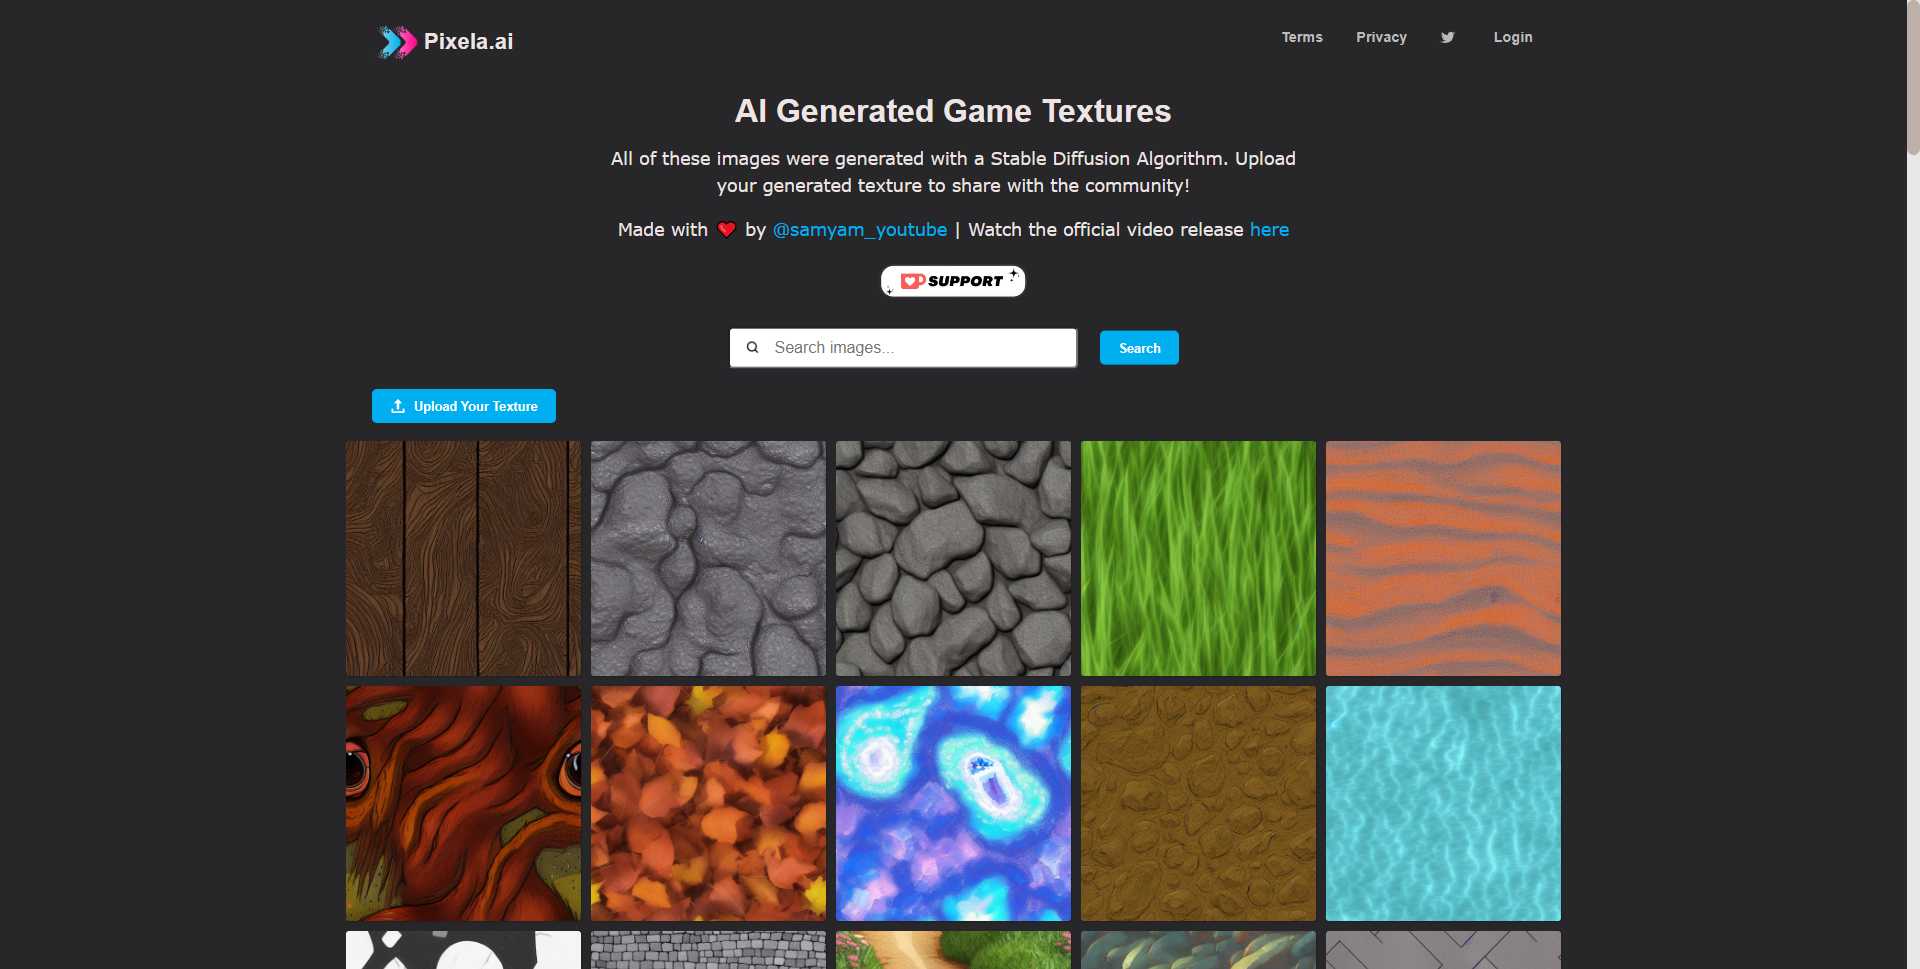 Pixela.ai
Terms
Privacy
Login
AI Generated Game Textures
All of these images were generated with a Stable Diffusion Algorithm. Upload
your generated texture to share with the community!
Made with ❤️ by @samyam_youtube | Watch the official video release here
SUPPORT
Search images...
Search
Upload Your Texture